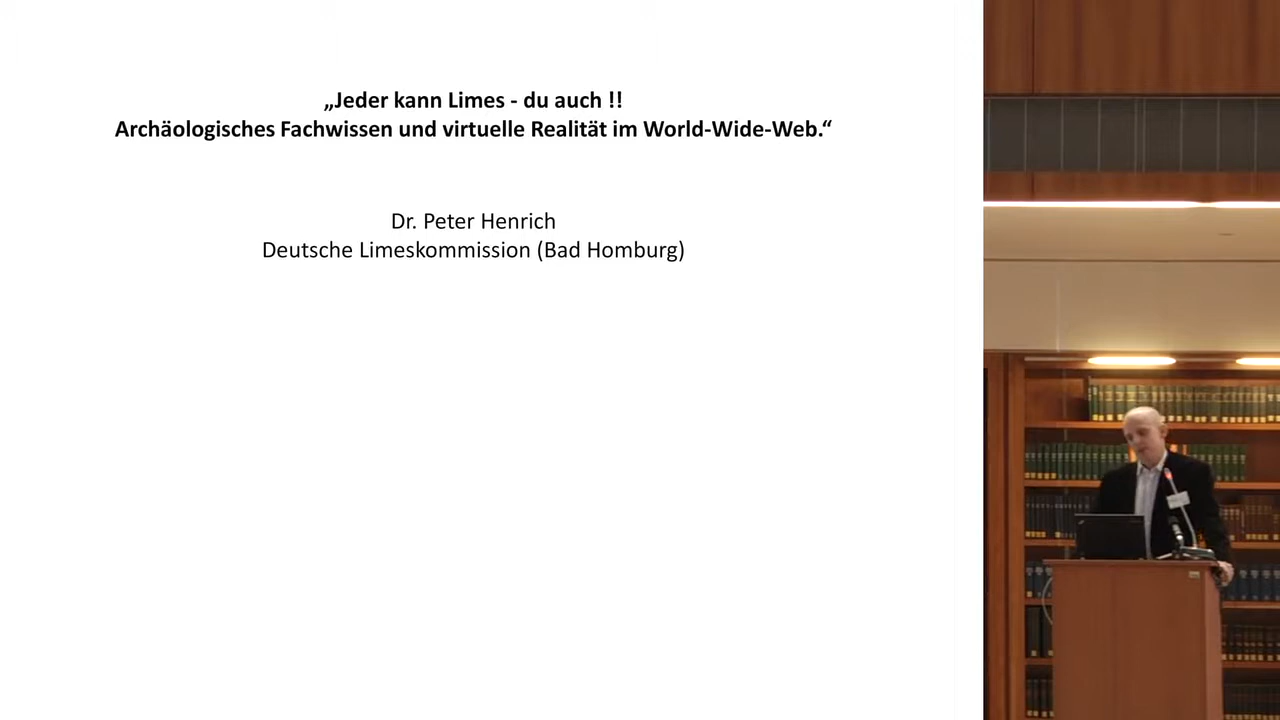 „Jeder kann Limes - du auch !!
Archäologisches Fachwissen und virtuelle Realität im World-Wide-Web.“
Dr. Peter Henrich
Deutsche Limeskommission (Bad Homburg)